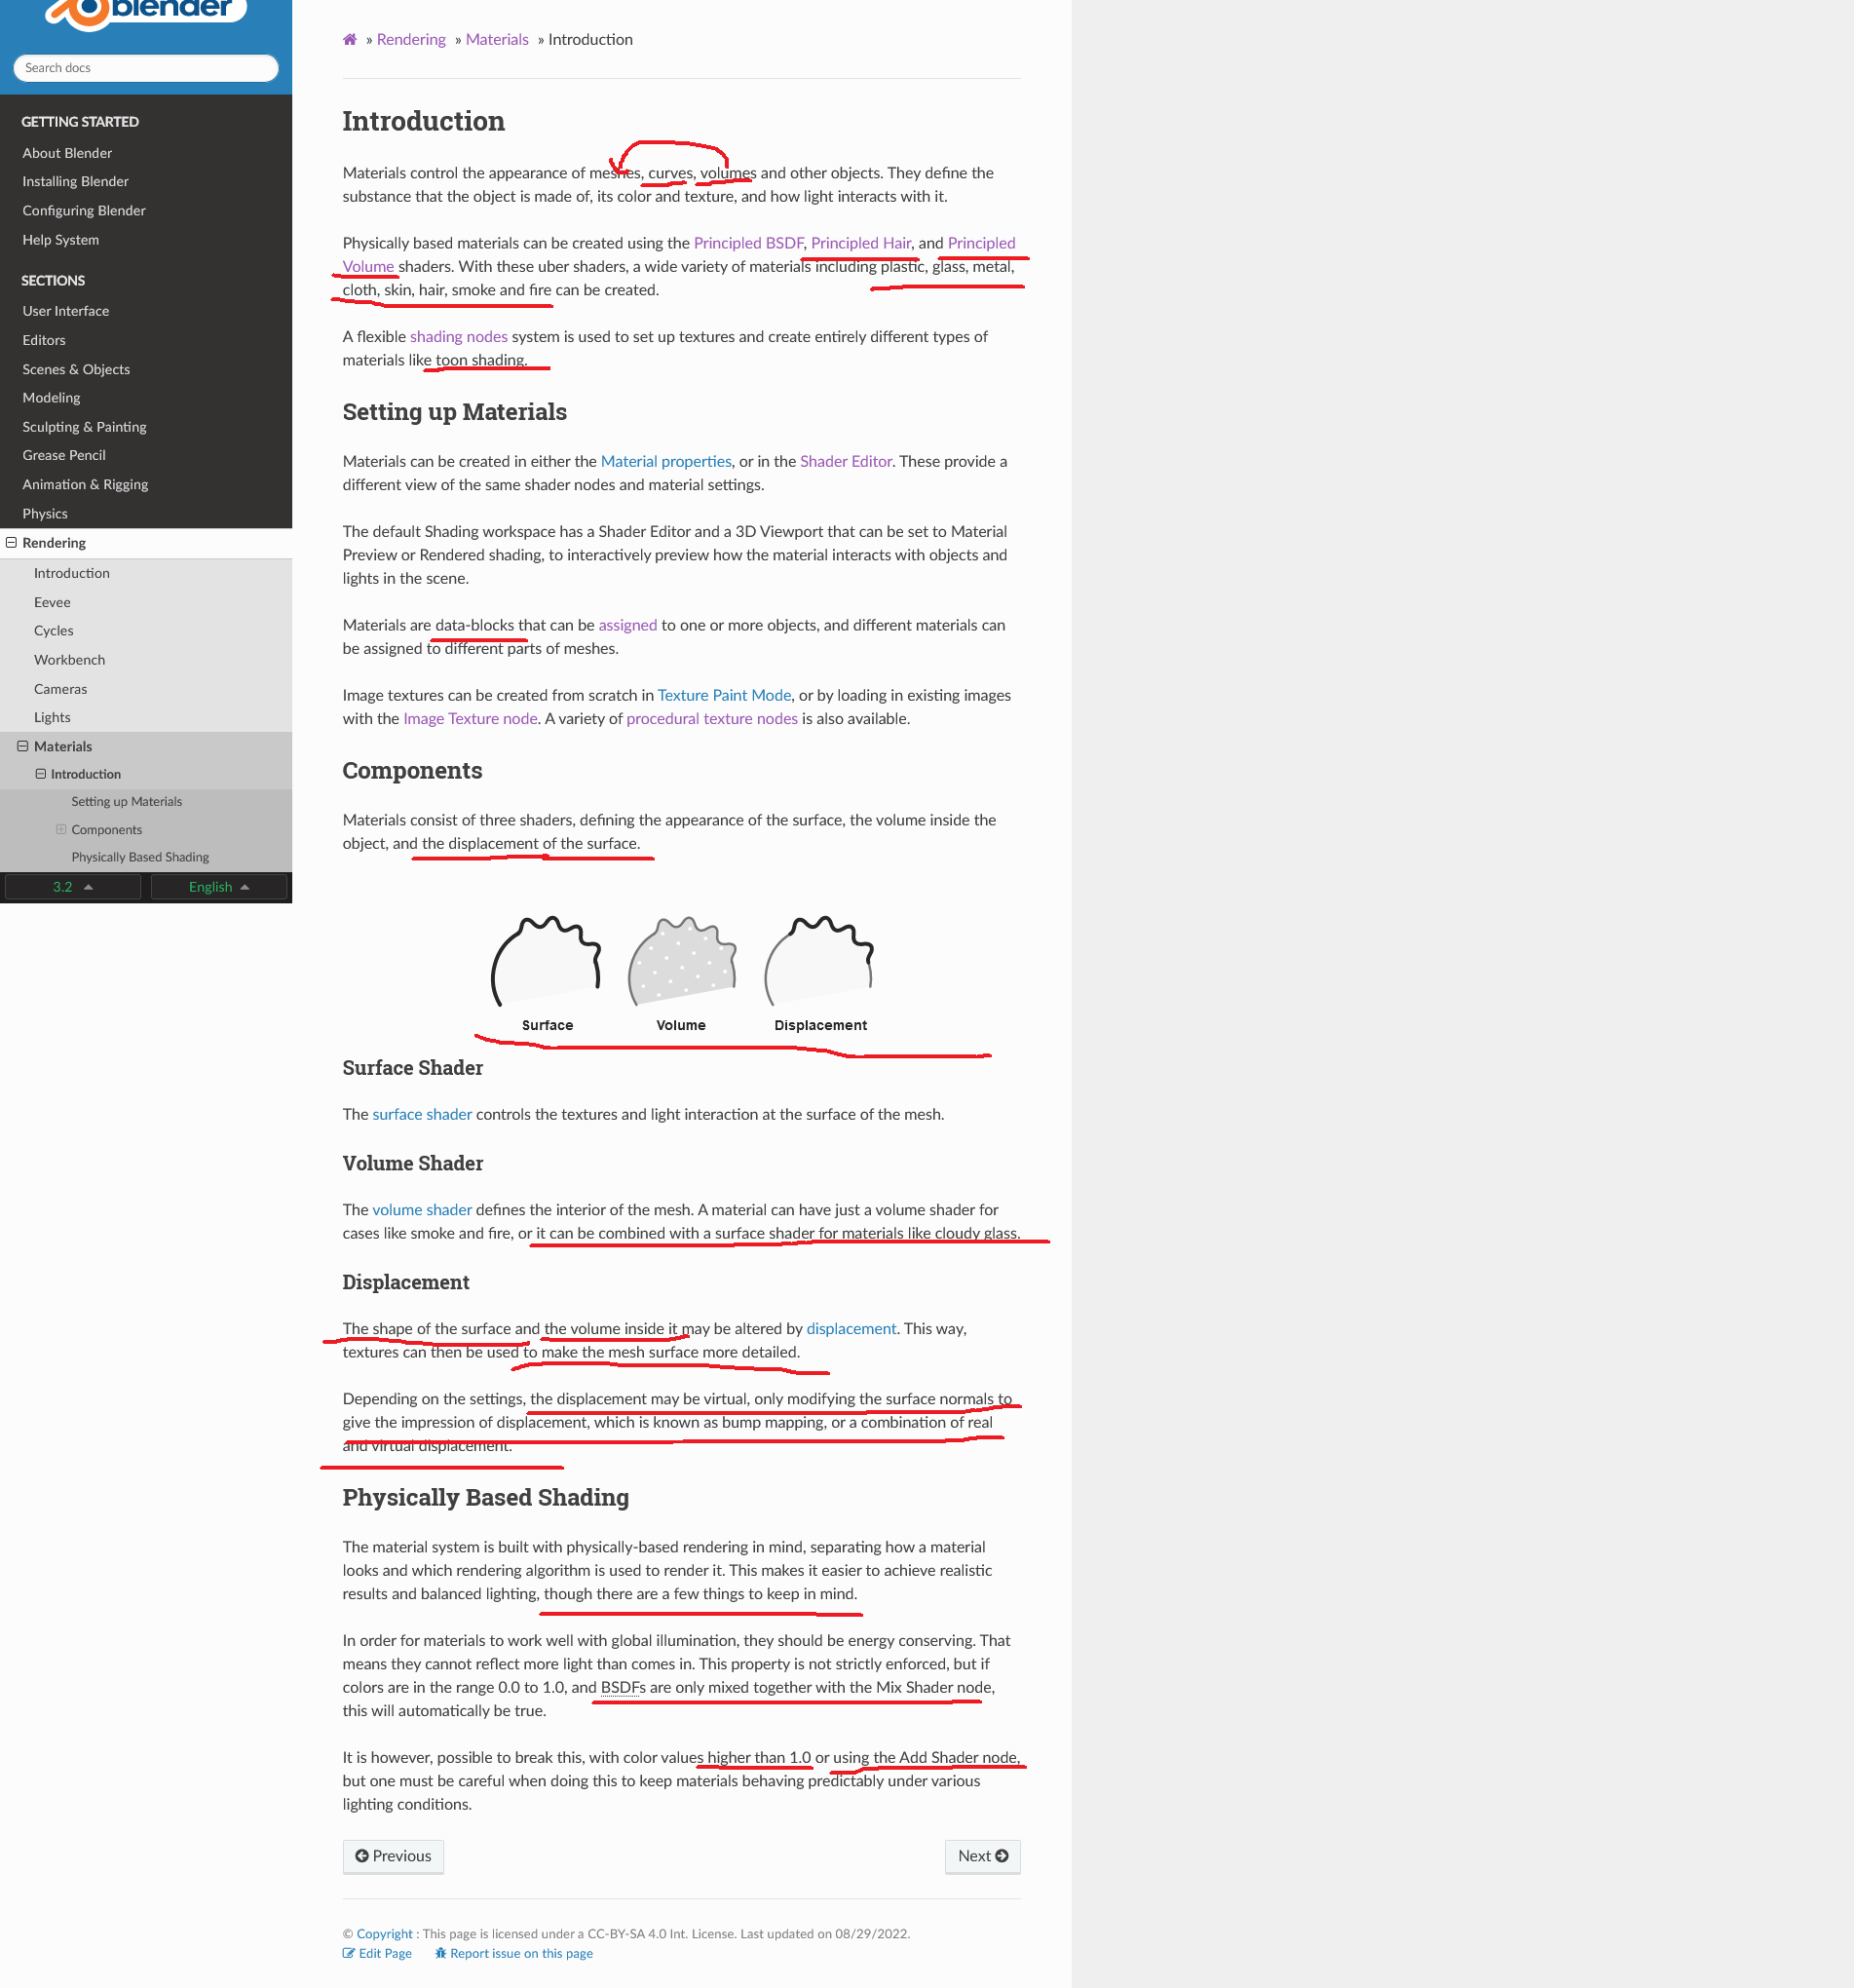 blender
Search docs
GETTING STARTED
About Blender
Installing Blender
Configuring Blender
Help System
SECTIONS
User Interface
Editors
Scenes & Objects
Modeling
Sculpting & Painting
Grease Pencil
Animation & Rigging
Physics
Rendering
Introduction
Eevee
Cycles
Workbench
Cameras
Lights
Materials
Introduction
Setting up Materials
Components
Physically Based Shading
3.2
English
» Rendering » Materials » Introduction
Introduction
Materials control the appearance of meshes, curves, volumes and other objects. They define the
substance that the object is made of, its color and texture, and how light interacts with it.
Physically based materials can be created using the Principled BSDF, Principled Hair, and Principled
Volume shaders. With these uber shaders, a wide variety of materials including plastic, glass, metal,
cloth, skin, hair, smoke and fire can be created.
A flexible shading nodes system is used to set up textures and create entirely different types of
materials like toon shading.
Setting up Materials
Materials can be created in either the Material properties, or in the Shader Editor. These provide a
different view of the same shader nodes and material settings.
The default Shading workspace has a Shader Editor and a 3D Viewport that can be set to Material
Preview or Rendered shading, to interactively preview how the material interacts with objects and
lights in the scene.
Materials are data-blocks that can be assigned to one or more objects, and different materials can
be assigned to different parts of meshes.
Image textures can be created from scratch in Texture Paint Mode, or by loading in existing images
with the Image Texture node. A variety of procedural texture nodes is also available.
Components
Materials consist of three shaders, defining the appearance of the surface, the volume inside the
object, and the displacement of the surface.
Surface Volume Displacement
Surface Shader
The surface shader controls the textures and light interaction at the surface of the mesh.
Volume Shader
The volume shader defines the interior of the mesh. A material can have just a volume shader for
cases like smoke and fire, or it can be combined with a surface shader for materials like cloudy glass.
Displacement
The shape of the surface and the volume inside it may be altered by displacement. This way,
textures can then be used to make the mesh surface more detailed.
Depending on the settings, the displacement may be virtual, only modifying the surface normals to
give the impression of displacement, which is known as bump mapping, or a combination of real
and virtual displacement.
Physically Based Shading
The material system is built with physically-based rendering in mind, separating how a material
looks and which rendering algorithm is used to render it. This makes it easier to achieve realistic
results and balanced lighting, though there are a few things to keep in mind.
In order for materials to work well with global illumination, they should be energy conserving. That
means they cannot reflect more light than comes in. This property is not strictly enforced, but if
colors are in the range 0.0 to 1.0, and BSDFs are only mixed together with the Mix Shader node,
this will automatically be true.
It is however, possible to break this, with color values higher than 1.0 or using the Add Shader node,
but one must be careful when doing this to keep materials behaving predictably under various
lighting conditions.
Previous
Next
© Copyright : This page is licensed under a CC-BY-SA 4.0 Int. License. Last updated on 08/29/2022.
Edit Page Report issue on this page